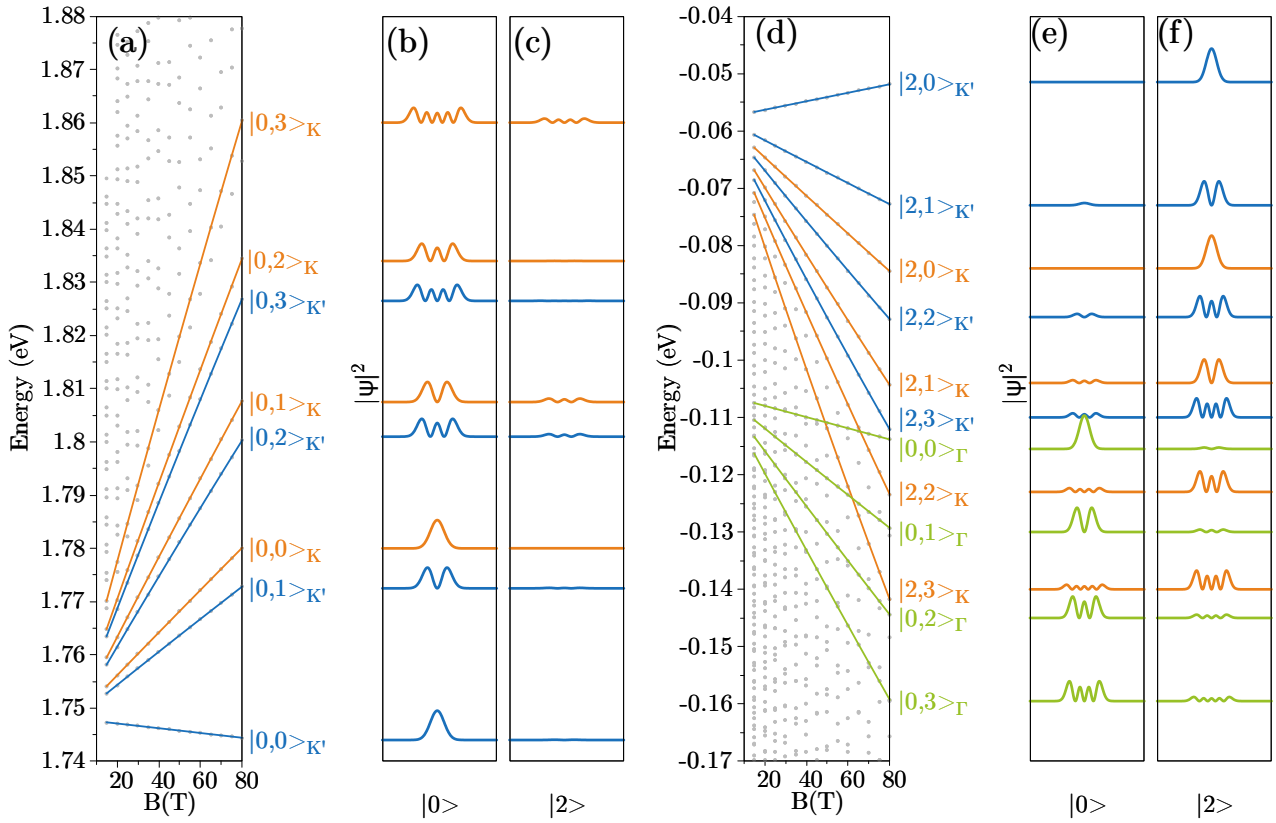 (a)
(b)
(c)
(d)
(e)
(f)
1.88
1.87
1.86
1.85
1.84
1.83
1.82
1.81
1.8
1.79
1.78
1.77
1.76
1.75
1.74
Energy (eV)
20 40 60 80
B(T)
|0,3>K
|0,2>K
|0,3>K'
|0,1>K
|0,2>K'
|0,0>K
|0,1>K'
|0,0>K'
|ψ|²
|0>
|2>
-0.04
-0.05
-0.06
-0.07
-0.08
-0.09
-0.1
-0.11
-0.12
-0.13
-0.14
-0.15
-0.16
-0.17
Energy (eV)
20 40 60 80
B(T)
|2,0>K'
|2,1>K'
|2,0>K
|2,2>K'
|2,1>K
|2,3>K'
|0,0>Γ
|2,2>K
|0,1>Γ
|2,3>K
|0,2>Γ
|0,3>Γ
|ψ|²
|0>
|2>